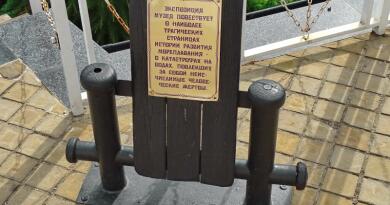 ЭКСПОЗИЦИЯ
МУЗЕЯ ПОВЕСТВУЕТ
О НАИБОЛЕЕ
ТРАГИЧЕСКИХ
СТРАНИЦАХ
ИСТОРИИ РАЗВИТИЯ
МОРЕПЛАВАНИЯ -
О КАТАСТРОФАХ НА
ВОДАХ, ПОВЛЕКШИХ
ЗА СОБОЙ НЕИС-
ЧИСЛИМЫЕ ЧЕЛОВЕ-
ЧЕСКИЕ ЖЕРТВЫ.